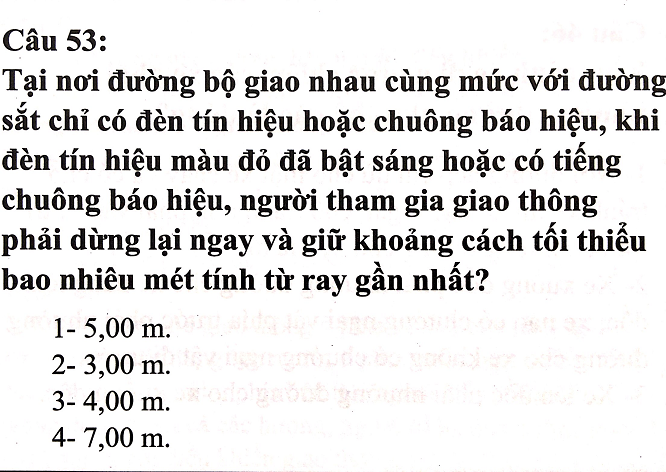 Câu 53:
Tại nơi đường bộ giao nhau cùng mức với đường
sắt chỉ có đèn tín hiệu hoặc chuông báo hiệu, khi
đèn tín hiệu màu đỏ đã bật sáng hoặc có tiếng
chuông báo hiệu, người tham gia giao thông
phải dừng lại ngay và giữ khoảng cách tối thiểu
bao nhiêu mét tính từ ray gần nhất?
1- 5,00 m.
2- 3,00 m.
3- 4,00 m.
4- 7,00 m.